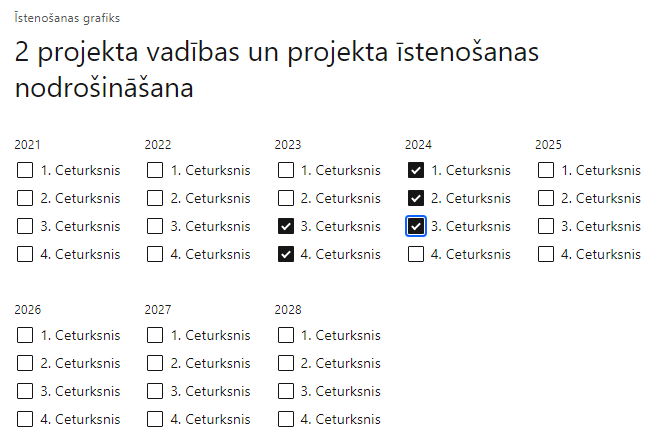 Īstenošanas grafiks
2 projekta vadības un projekta īstenošanas
nodrošināšana
2021 2022 2023 2024 2025
1. Ceturksnis 1. Ceturksnis 1. Ceturksnis 1. Ceturksnis 1. Ceturksnis
2. Ceturksnis 2. Ceturksnis 2. Ceturksnis 2. Ceturksnis 2. Ceturksnis
3. Ceturksnis 3. Ceturksnis 3. Ceturksnis 3. Ceturksnis 3. Ceturksnis
4. Ceturksnis 4. Ceturksnis 4. Ceturksnis 4. Ceturksnis 4. Ceturksnis
2026 2027 2028
1. Ceturksnis 1. Ceturksnis 1. Ceturksnis
2. Ceturksnis 2. Ceturksnis 2. Ceturksnis
3. Ceturksnis 3. Ceturksnis 3. Ceturksnis
4. Ceturksnis 4. Ceturksnis 4. Ceturksnis